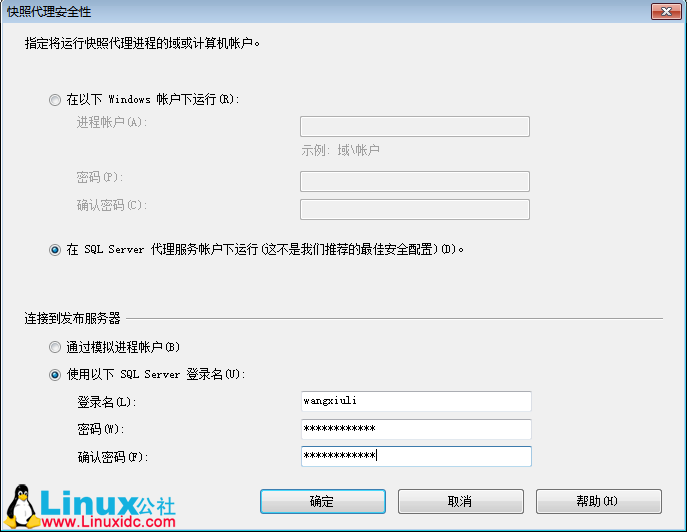 快照代理安全性
指定将运行快照代理进程的域或计算机帐户。
在以下 Windows 帐户下运行(R):
进程帐户(A):
示例: 域\帐户
密码(P):
确认密码(C):
在 SQL Server 代理服务帐户下运行(这不是我们推荐的最佳安全配置)(D)。
连接到发布服务器
通过模拟进程帐户(B)
使用以下 SQL Server 登录名(U):
登录名(L): wangxiuli
密码(W): ************
确认密码(F): ************
确定 取消 帮助(H)
Linux公社
www.Linuxidc.com